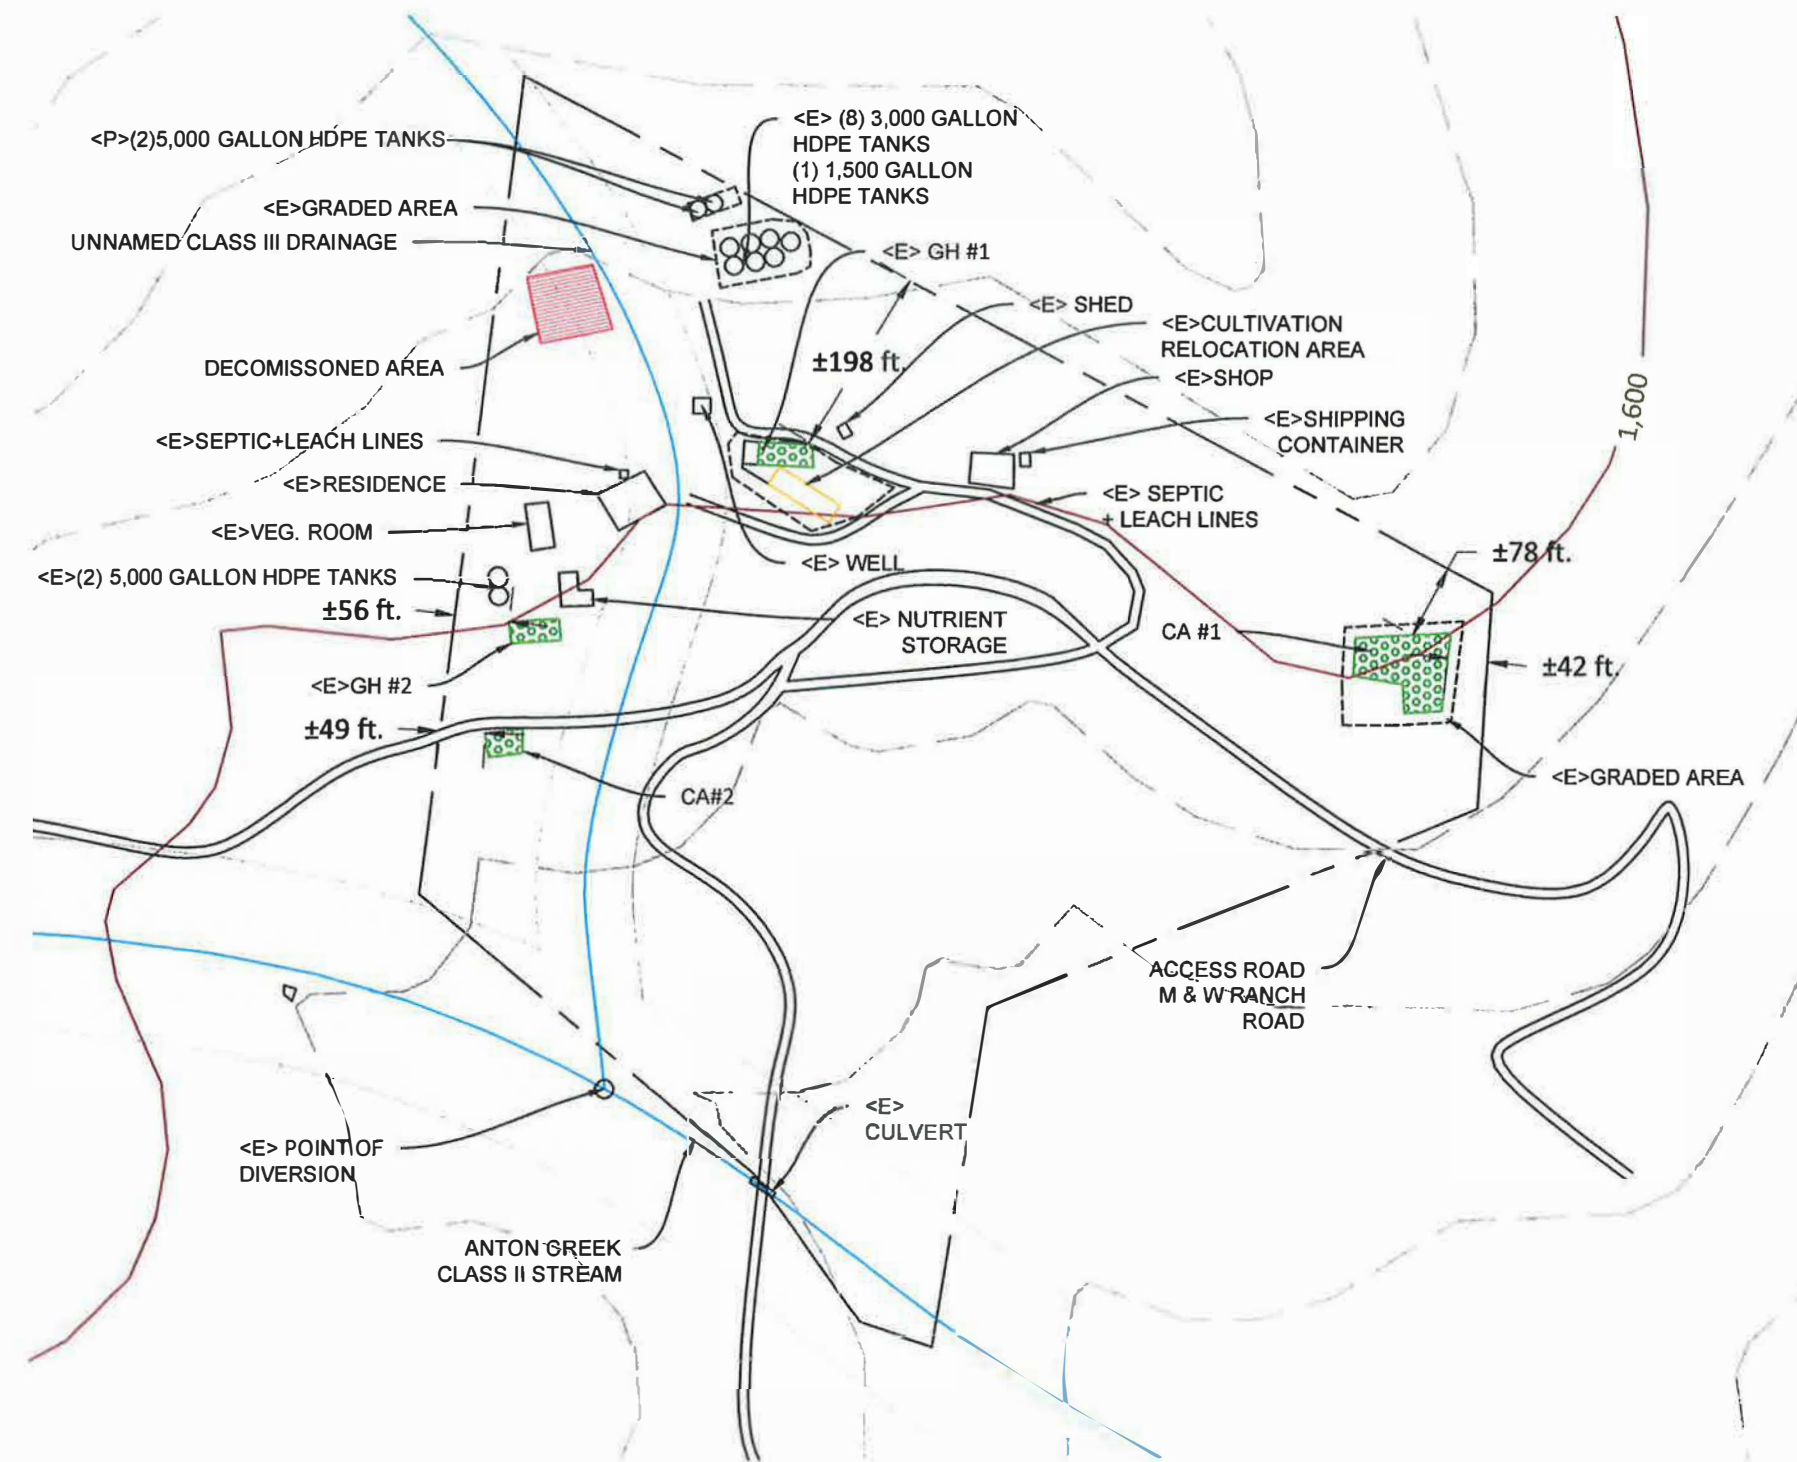 <P>(2)5,000 GALLON HDPE TANKS
<E> (8) 3,000 GALLON
HDPE TANKS
(1) 1,500 GALLON
HDPE TANKS
<E>GRADED AREA
UNNAMED CLASS III DRAINAGE
<E> GH #1
<E> SHED
<E>CULTIVATION
RELOCATION AREA
±198 ft.
DECOMISSONED AREA
<E>SHOP
1,600
<E>SHIPPING
CONTAINER
<E>SEPTIC+LEACH LINES
<E>RESIDENCE
<E> SEPTIC
+ LEACH LINES
<E>VEG. ROOM
±78 ft.
<E> WELL
<E>(2) 5,000 GALLON HDPE TANKS
±56 ft.
<E> NUTRIENT
STORAGE
CA #1
±42 ft.
<E>GH #2
±49 ft.
<E>GRADED AREA
CA#2
ACCESS ROAD
M & W RANCH
ROAD
<E>
CULVERT
<E> POINT OF
DIVERSION
ANTON CREEK
CLASS II STREAM